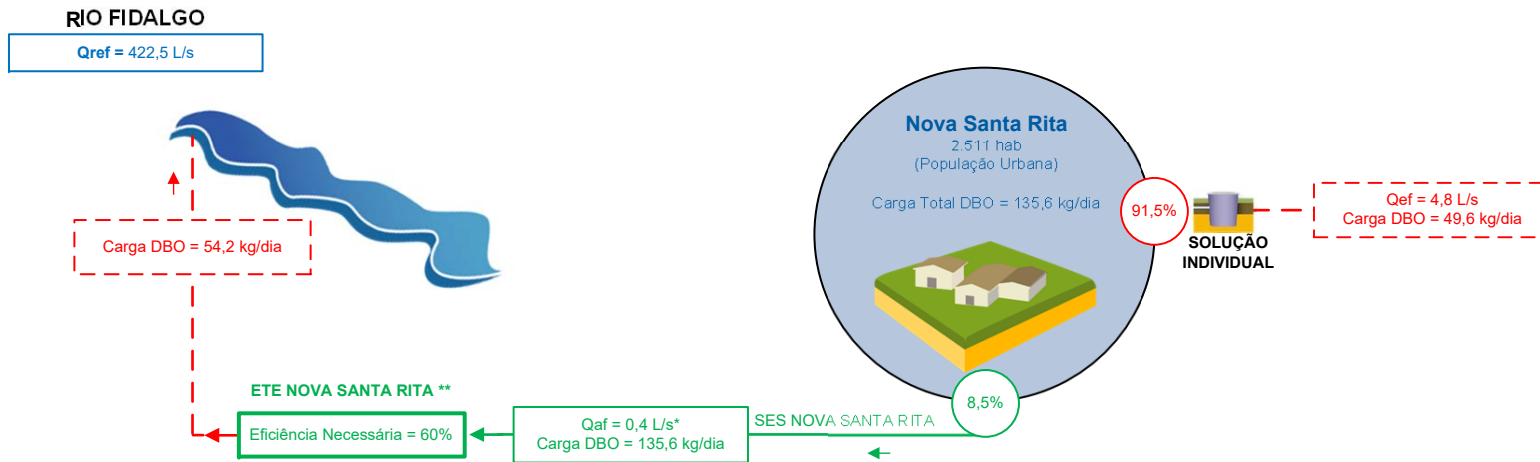 RIO FIDALGO
Qref = 422,5 L/s
Nova Santa Rita
2.511 hab
(População Urbana)
Carga Total DBO = 135,6 kg/dia
91,5%
SOLUÇÃO
INDIVIDUAL
Qef = 4,8 L/s
Carga DBO = 49,6 kg/dia
Carga DBO = 54,2 kg/dia
8,5%
ETE NOVA SANTA RITA **
Eficiência Necessária = 60%
Qaf = 0,4 L/s*
Carga DBO = 135,6 kg/dia
SES NOVA SANTA RITA